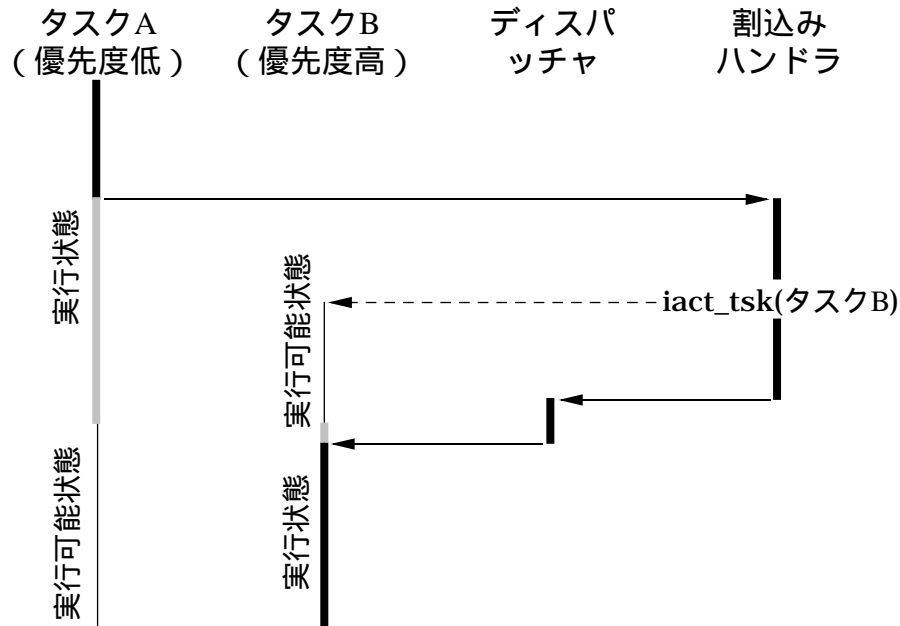 タスクA
（優先度低）
タスクB
（優先度高）
ディスパ
ッチャ
割込み
ハンドラ
実行状態
実行可能状態
iact_tsk(タスクB)
実行可能状態
実行状態